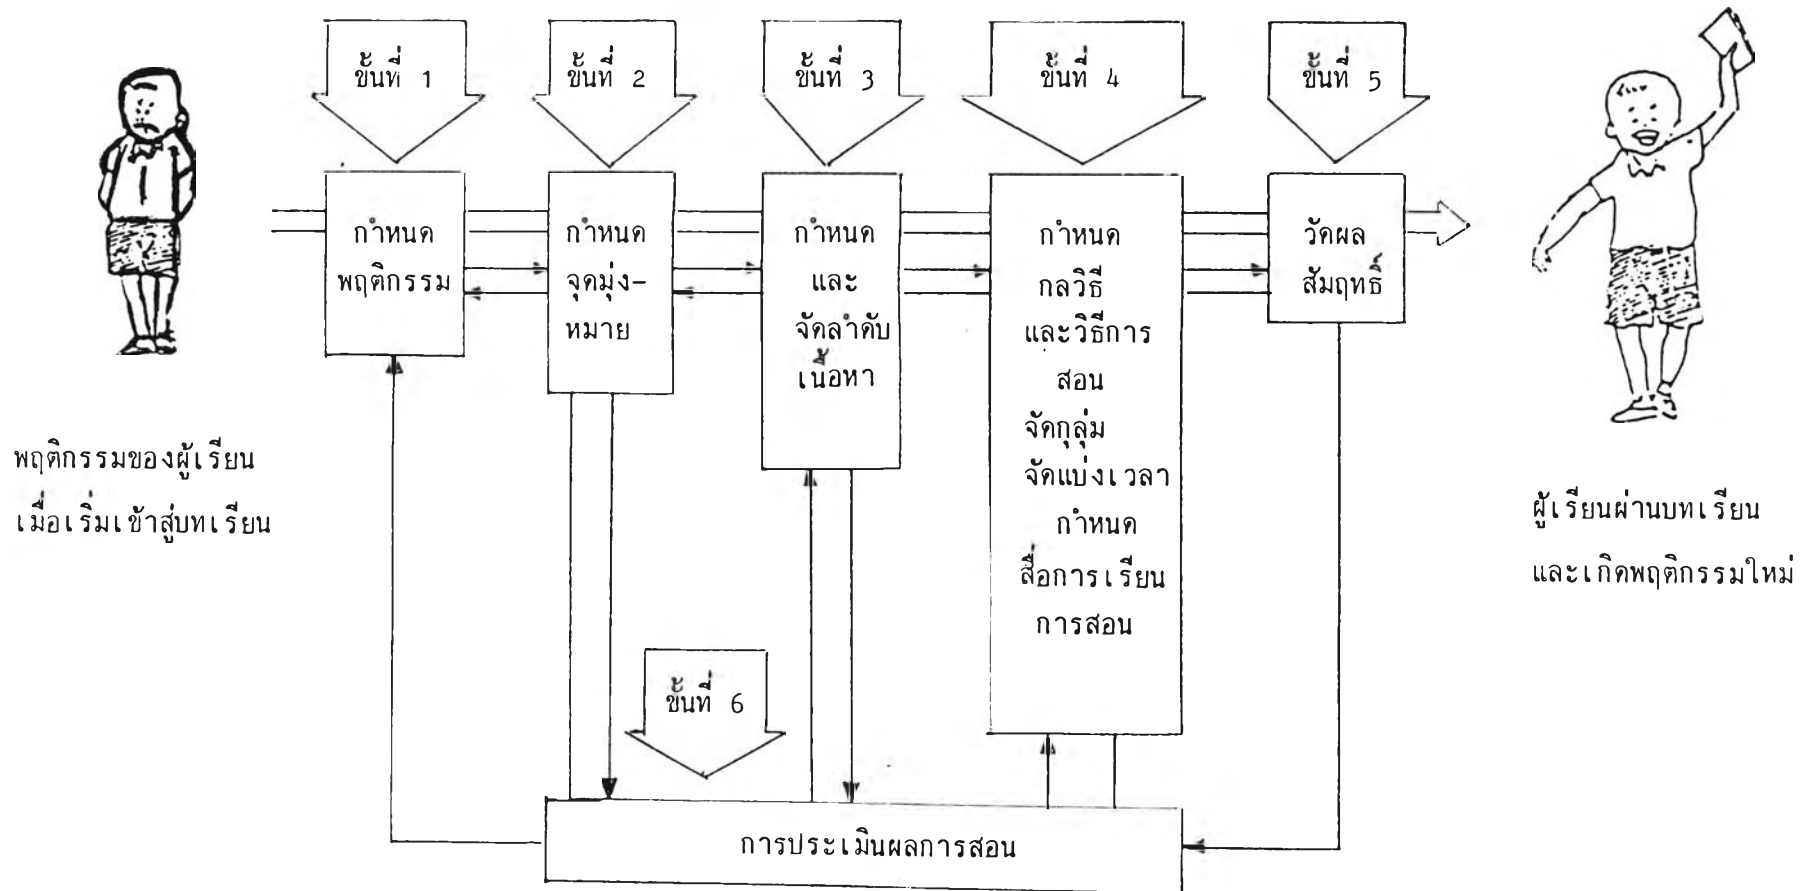 ขั้นที่ 1
ขั้นที่ 2
ขั้นที่ 3
ขั้นที่ 4
ขั้นที่ 5
กำหนด
พฤติกรรม
กำหนด
จุดมุ่ง-
หมาย
กำหนด
และ
จัดลำดับ
เนื้อหา
กำหนด
กลวิธี
และวิธีการ
สอน
จัดกลุ่ม
จัดแบ่งเวลา
กำหนด
สื่อการเรียน
การสอน
วัดผล
สัมฤทธิ์
พฤติกรรมของผู้เรียน
เมื่อเริ่มเข้าสู่บทเรียน
ผู้เรียนผ่านบทเรียน
และเกิดพฤติกรรมใหม่
ขั้นที่ 6
การประเมินผลการสอน